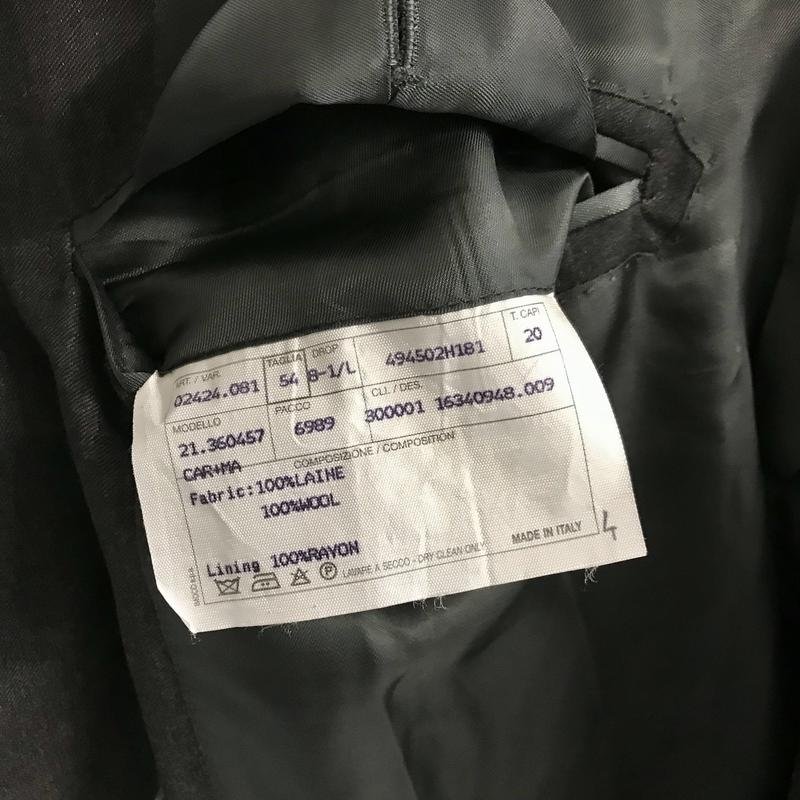 ART. / VAR. TAGLIA DROP T. CAPI
02424.081 54 8-1/L 494502H181 20
MODELLO PACCO CLI. / DES.
21.360457 6989 300001 16340948.009
CAR+MA COMPOSIZIONE / COMPOSITION
Fabric:100%LAINE
100%WOOL
Lining 100%RAYON
P LAVARE A SECCO - DRY CLEAN ONLY
MADE IN ITALY
4